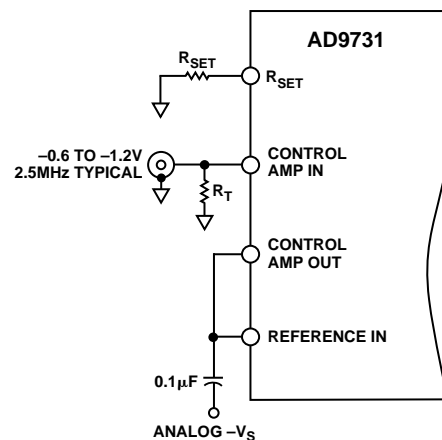 AD9731
RSET
RSET
–0.6 TO –1.2V
2.5MHz TYPICAL
CONTROL
AMP IN
RT
CONTROL
AMP OUT
REFERENCE IN
0.1µF
ANALOG –VS